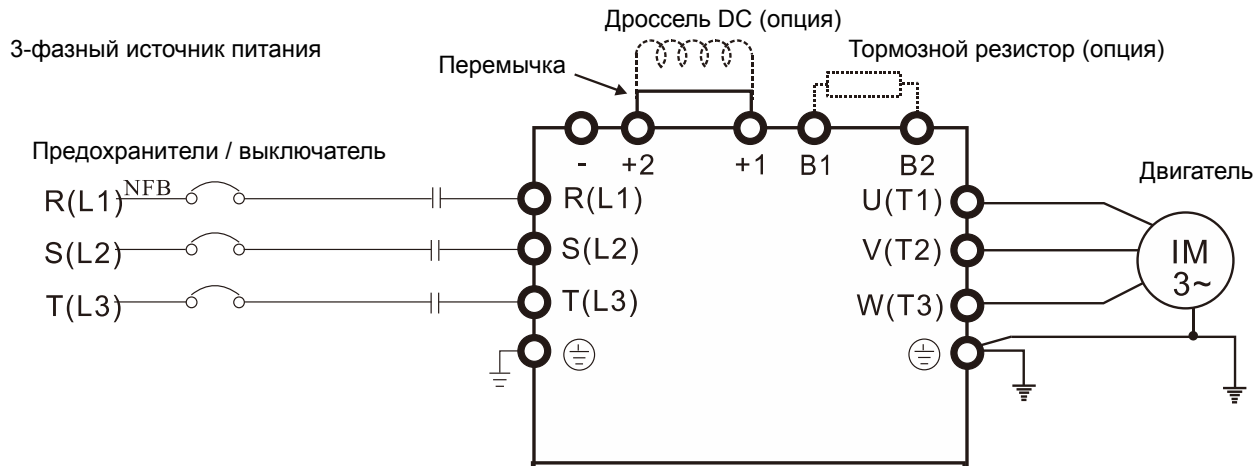 Дроссель DC (опция)
3-фазный источник питания
Тормозной резистор (опция)
Перемычка
Предохранители / выключатель
- +2 +1 B1 B2
Двигатель
R(L1) NFB R(L1) U(T1)
S(L2) S(L2) V(T2)
IM
3~
T(L3) T(L3) W(T3)